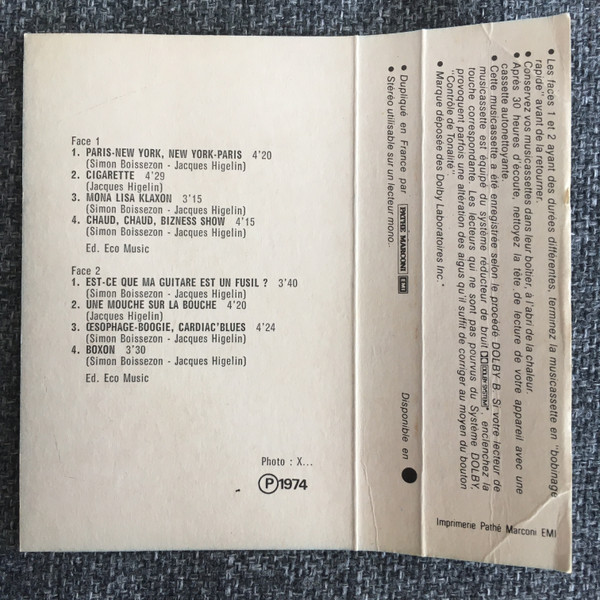 Face 1
1. PARIS-NEW YORK, NEW YORK-PARIS 4'20
(Simon Boissezon - Jacques Higelin)
2. CIGARETTE 4'29
(Jacques Higelin)
3. MONA LISA KLAXON 3'15
(Simon Boissezon - Jacques Higelin)
4. CHAUD, CHAUD, BIZNESS SHOW 4'15
(Simon Boissezon - Jacques Higelin)
Ed. Eco Music
Face 2
1. EST-CE QUE MA GUITARE EST UN FUSIL ? 3'40
(Simon Boissezon - Jacques Higelin)
2. UNE MOUCHE SUR LA BOUCHE 4'20
(Jacques Higelin)
3. ŒSOPHAGE-BOOGIE, CARDIAC'BLUES 4'24
(Simon Boissezon - Jacques Higelin)
4. BOXON 3'30
(Simon Boissezon - Jacques Higelin)
Ed. Eco Music
Photo : X...
Ⓟ 1974
• Dupliqué en France par PATHÉ MARCONI EMI Disponible en ●
• Stéréo utilisable sur un lecteur mono..
• Les faces 1 et 2 ayant des durées différentes, terminez la musicassette en "bobinage
rapide" avant de la retourner.
• Conservez vos musicassettes dans leur boîtier, à l'abri de la chaleur.
• Après 30 heures d'écoute, nettoyez la tête de lecture de votre appareil avec une
cassette autonettoyante.
• Cette musicassette a été enregistrée selon le procédé DOLBY B. Si votre lecteur de
musicassette est équipé du système réducteur de bruit DOLBY SYSTEM*, enclenchez la
touche correspondante. Les lecteurs qui ne sont pas pourvus du Système DOLBY,
provoquent parfois une altération des aigus qu'il suffit de corriger au moyen du bouton
"Contrôle de Tonalité".
• Marque déposée des Dolby Laboratoires Inc.*
Imprimerie Pathé Marconi EMI